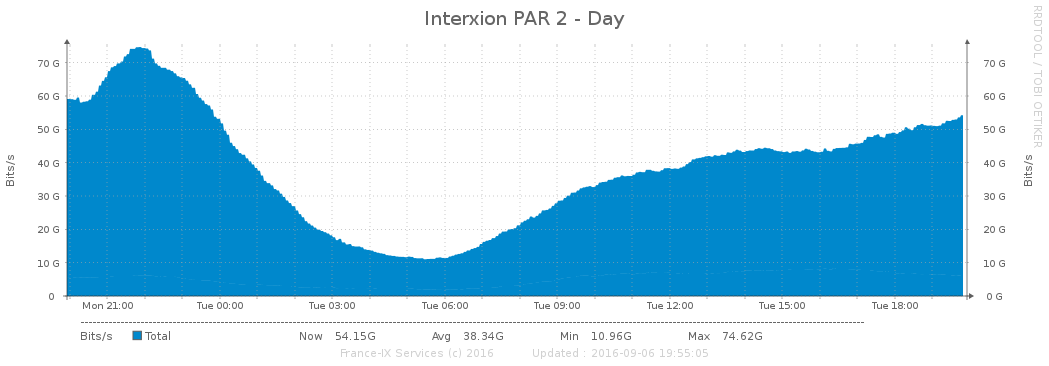 Interxion PAR 2 - Day
RRDTOOL / TOBI OETIKER
Bits/s
70 G 70 G
60 G 60 G
50 G 50 G
40 G 40 G
30 G 30 G
20 G 20 G
10 G 10 G
0 0 G
Bits/s
Mon 21:00 Tue 00:00 Tue 03:00 Tue 06:00 Tue 09:00 Tue 12:00 Tue 15:00 Tue 18:00
Bits/s Total Now 54.15G Avg 38.34G Min 10.96G Max 74.62G
France-IX Services (c) 2016 Updated : 2016-09-06 19:55:05